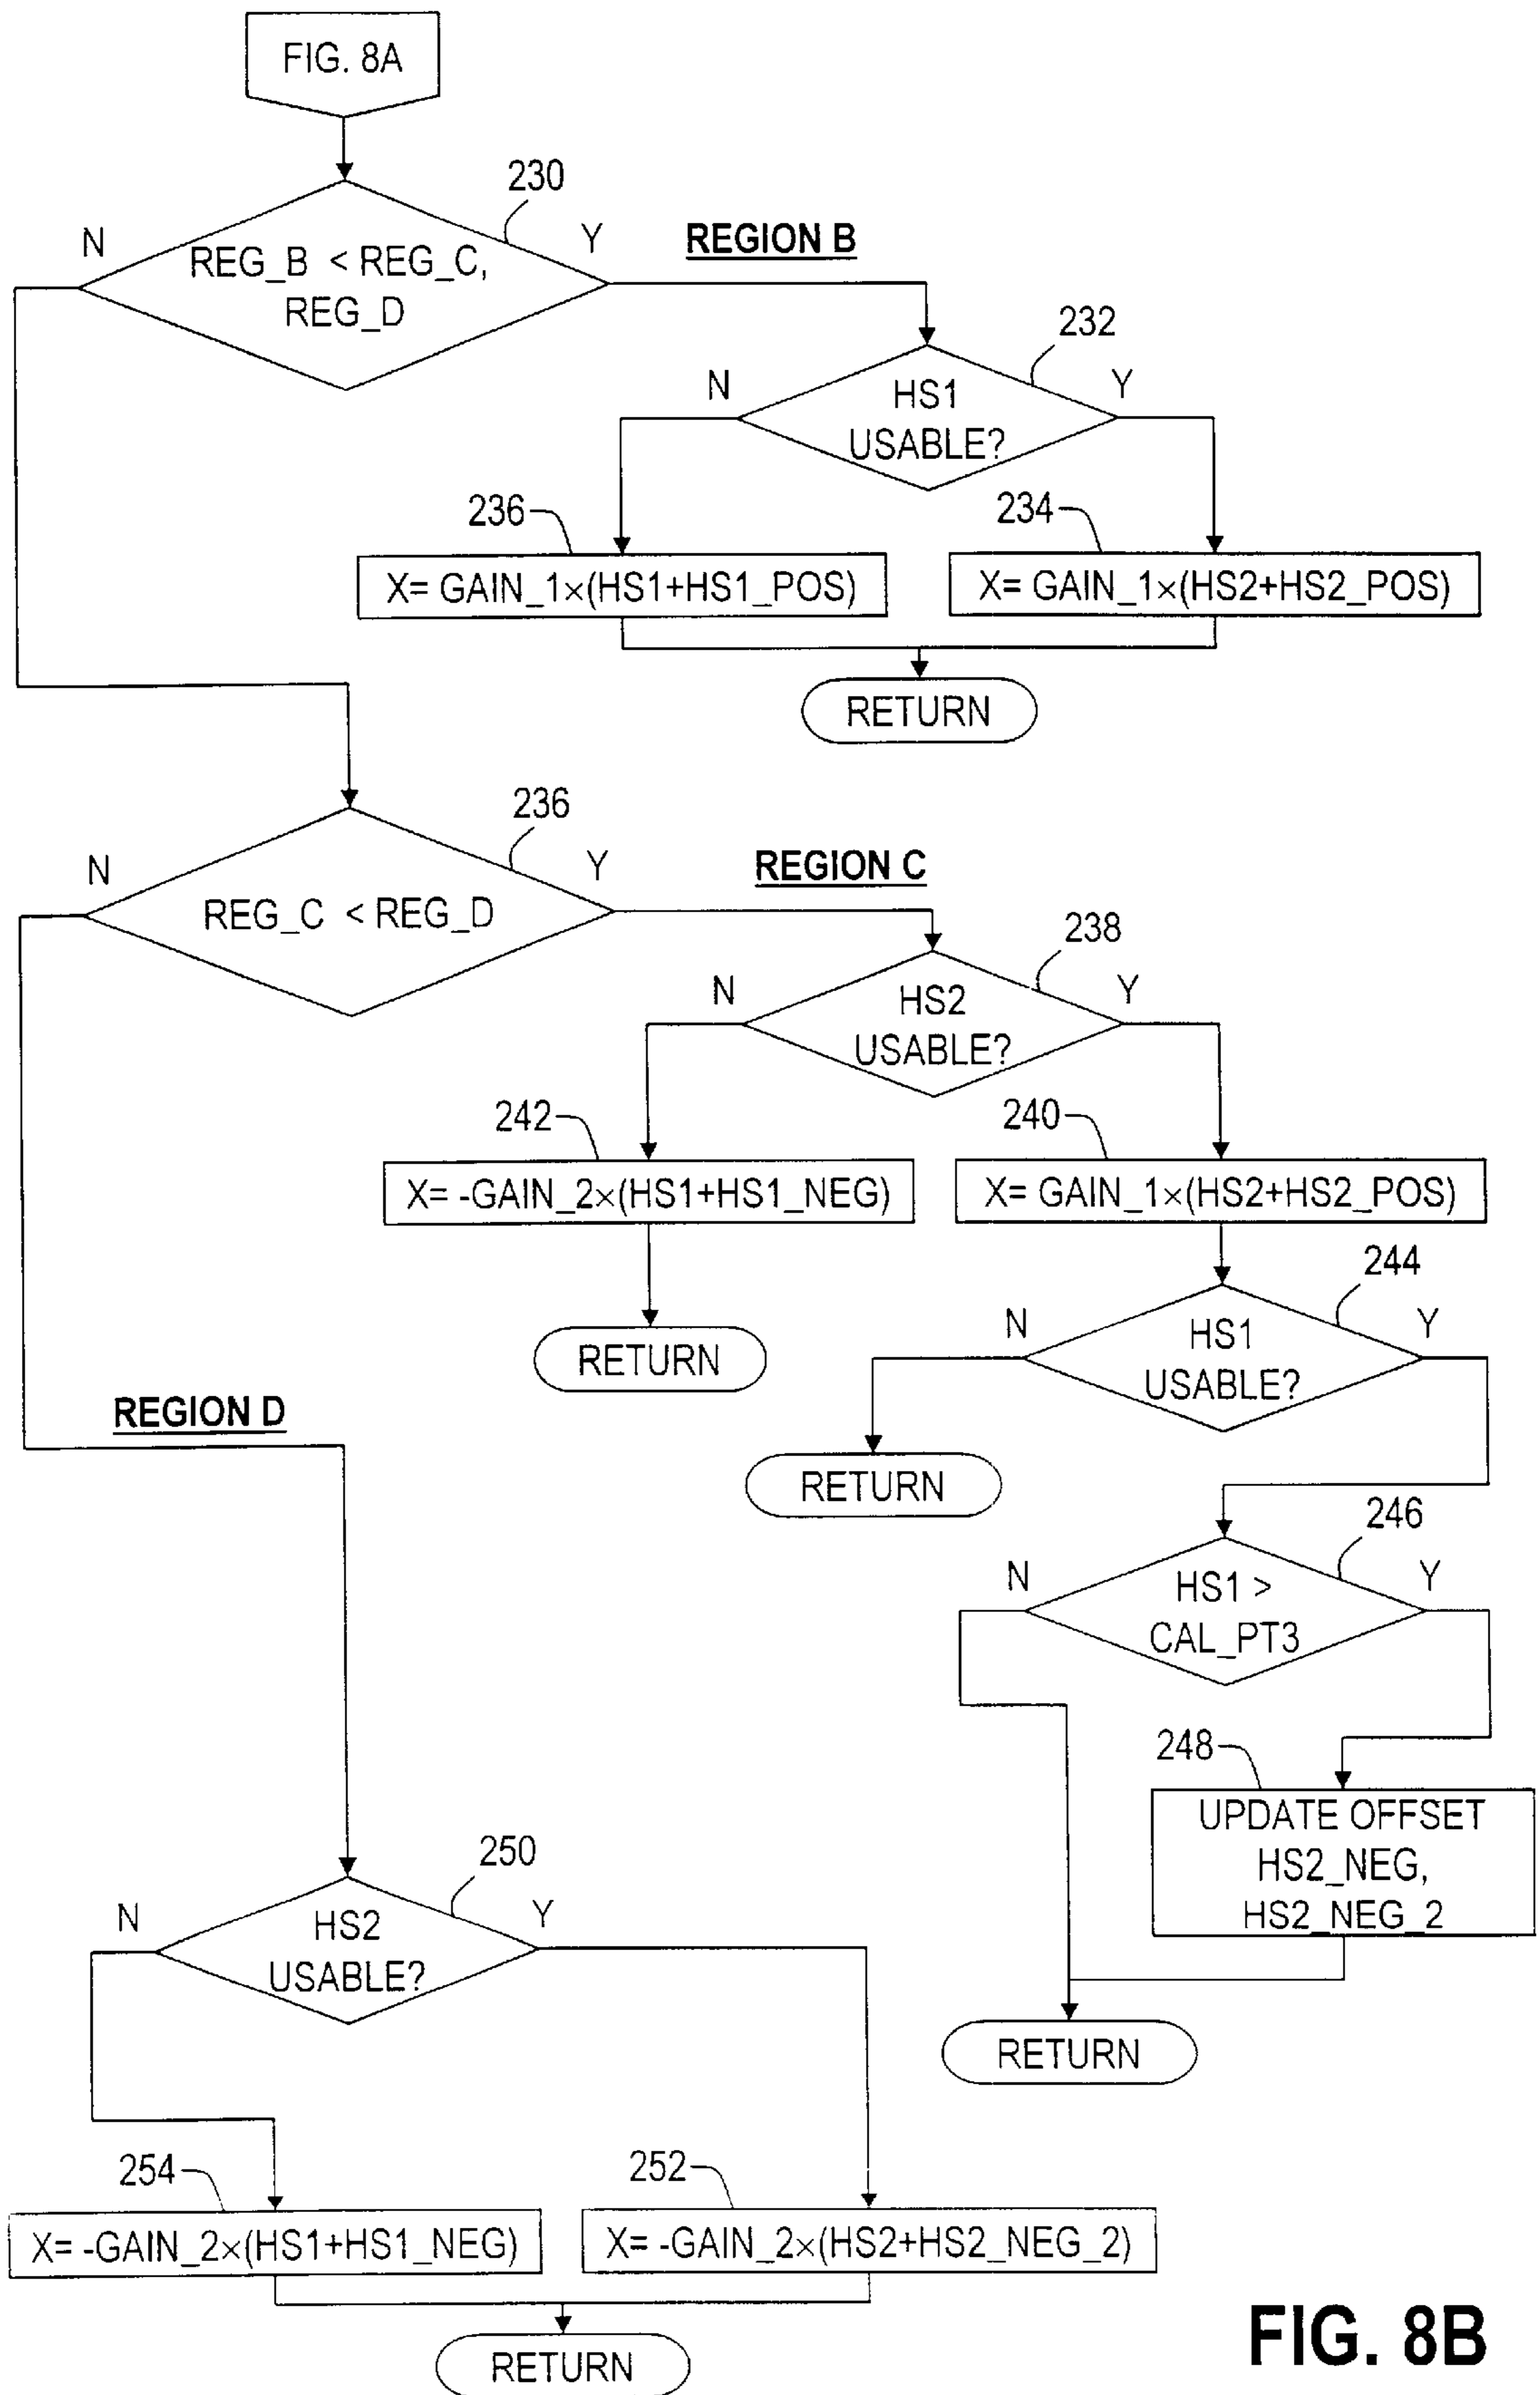 FIG. 8A
230
N
Y
REGION B
REG_B < REG_C,
REG_D
232
N
Y
HS1
USABLE?
236
234
X= GAIN_1×(HS1+HS1_POS)
X= GAIN_1×(HS2+HS2_POS)
RETURN
236
N
Y
REGION C
REG_C < REG_D
238
N
Y
HS2
USABLE?
242
240
X= -GAIN_2×(HS1+HS1_NEG)
X= GAIN_1×(HS2+HS2_POS)
244
N
Y
HS1
USABLE?
RETURN
REGION D
RETURN
246
N
Y
HS1 >
CAL_PT3
248
UPDATE OFFSET
HS2_NEG,
HS2_NEG_2
250
N
Y
HS2
USABLE?
RETURN
254
252
X= -GAIN_2×(HS1+HS1_NEG)
X= -GAIN_2×(HS2+HS2_NEG_2)
RETURN
FIG. 8B